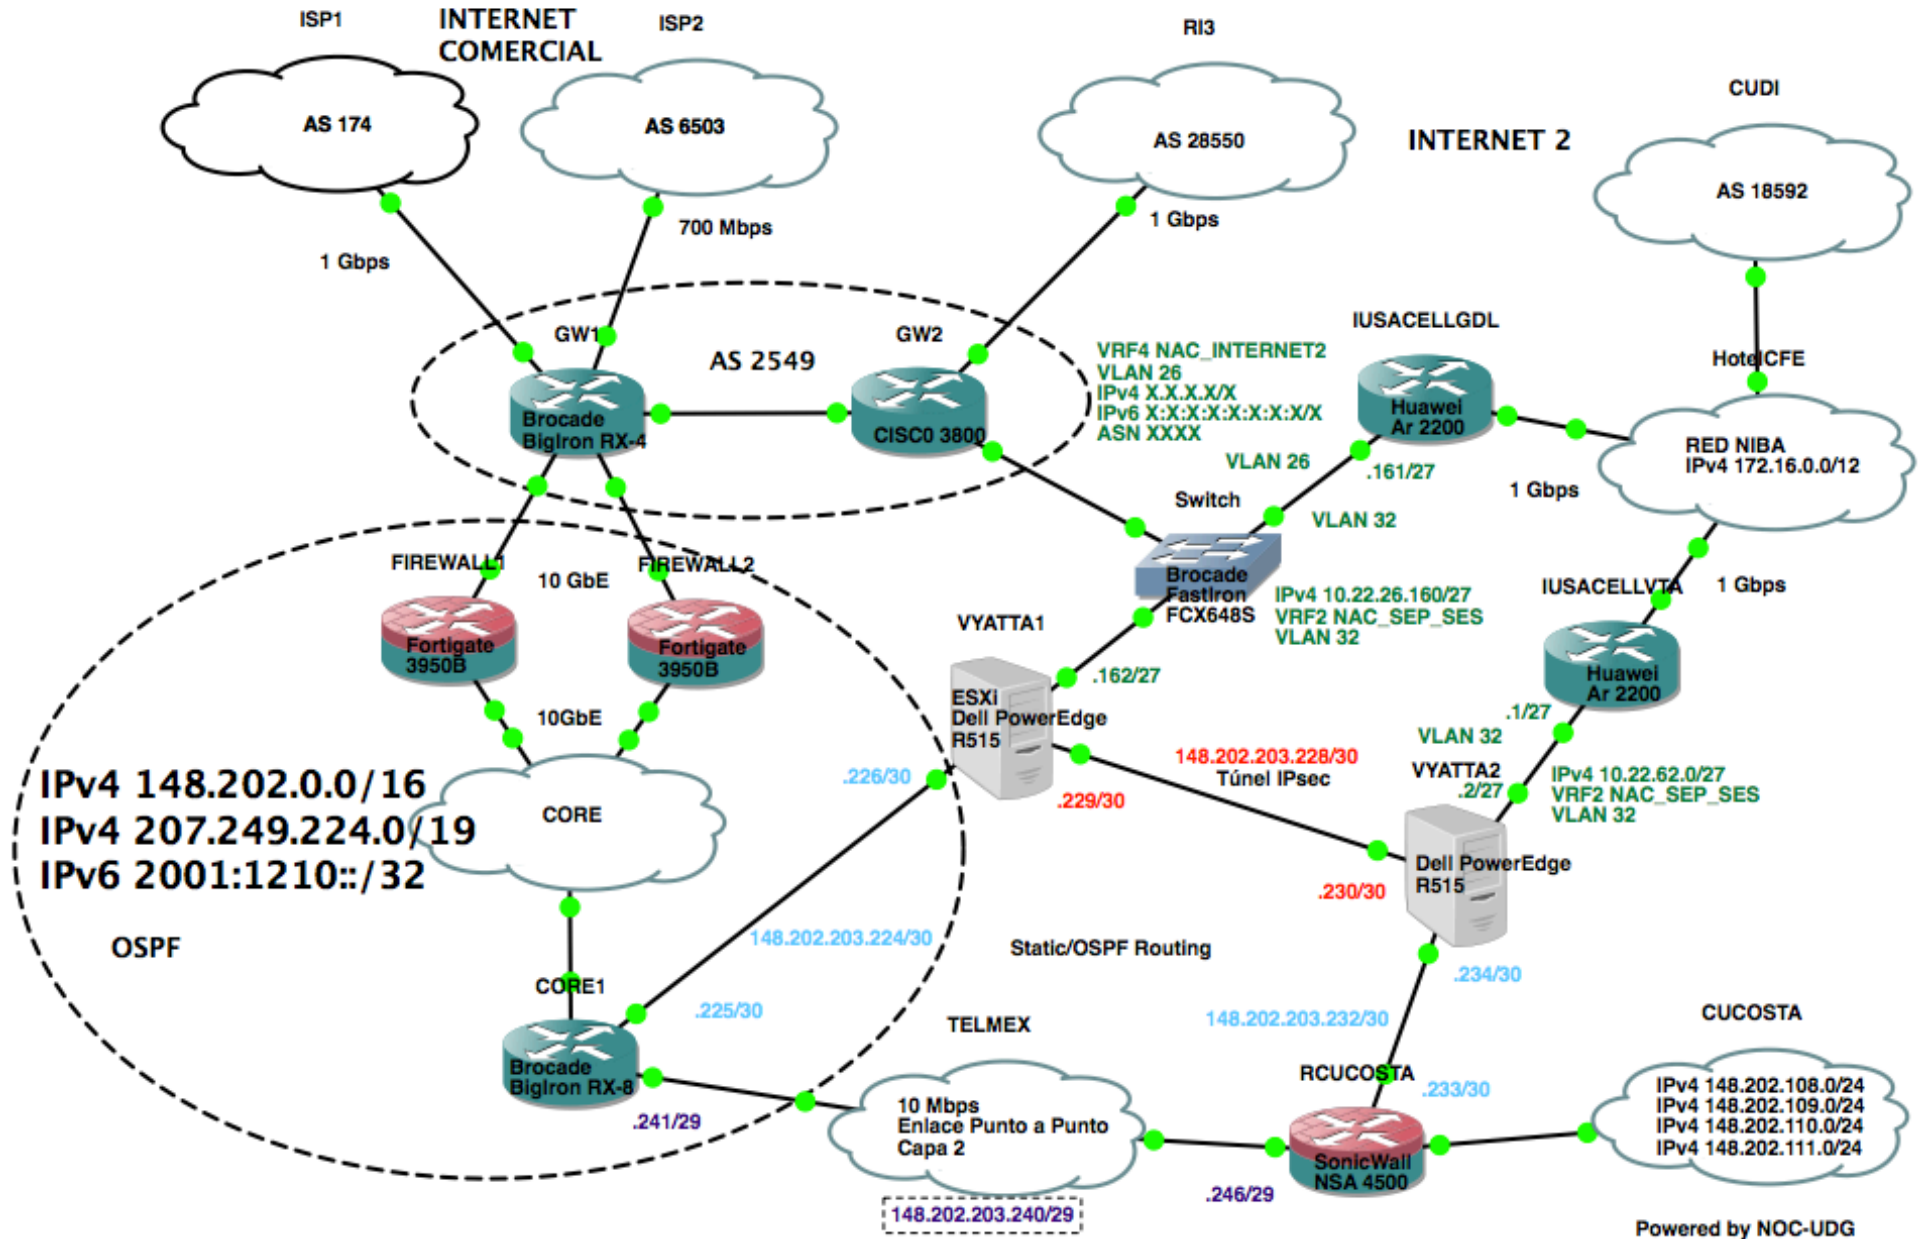 ISP1
INTERNET
COMERCIAL
ISP2
RI3
CUDI
AS 174
AS 6503
AS 28550
INTERNET 2
AS 18592
1 Gbps
700 Mbps
1 Gbps
GW1
AS 2549
GW2
Brocade
BigIron RX-4
CISC0 3800
VRF4 NAC_INTERNET2
VLAN 26
IPv4 X.X.X.X/X
IPv6 X:X:X:X:X:X:X:X/X
ASN XXXX
IUSACELLGDL
Huawei
Ar 2200
HotelCFE
RED NIBA
IPv4 172.16.0.0/12
VLAN 26
.161/27
1 Gbps
Switch
VLAN 32
Brocade
FastIron
FCX648S
IPv4 10.22.26.160/27
VRF2 NAC_SEP_SES
VLAN 32
1 Gbps
IUSACELLVTA
Huawei
Ar 2200
FIREWALL1
10 GbE
FIREWALL2
Fortigate
3950B
Fortigate
3950B
10GbE
VYATTA1
.162/27
ESXi
Dell PowerEdge
R515
.1/27
VLAN 32
148.202.203.228/30
Túnel IPsec
VYATTA2
.2/27
IPv4 10.22.62.0/27
VRF2 NAC_SEP_SES
VLAN 32
IPv4 148.202.0.0/16
IPv4 207.249.224.0/19
IPv6 2001:1210::/32
CORE
.226/30
.229/30
Dell PowerEdge
R515
.230/30
OSPF
148.202.203.224/30
Static/OSPF Routing
.234/30
CORE1
.225/30
148.202.203.232/30
TELMEX
CUCOSTA
Brocade
BigIron RX-8
.241/29
10 Mbps
Enlace Punto a Punto
Capa 2
RCUCOSTA
.233/30
IPv4 148.202.108.0/24
IPv4 148.202.109.0/24
IPv4 148.202.110.0/24
IPv4 148.202.111.0/24
SonicWall
NSA 4500
.246/29
148.202.203.240/29
Powered by NOC-UDG